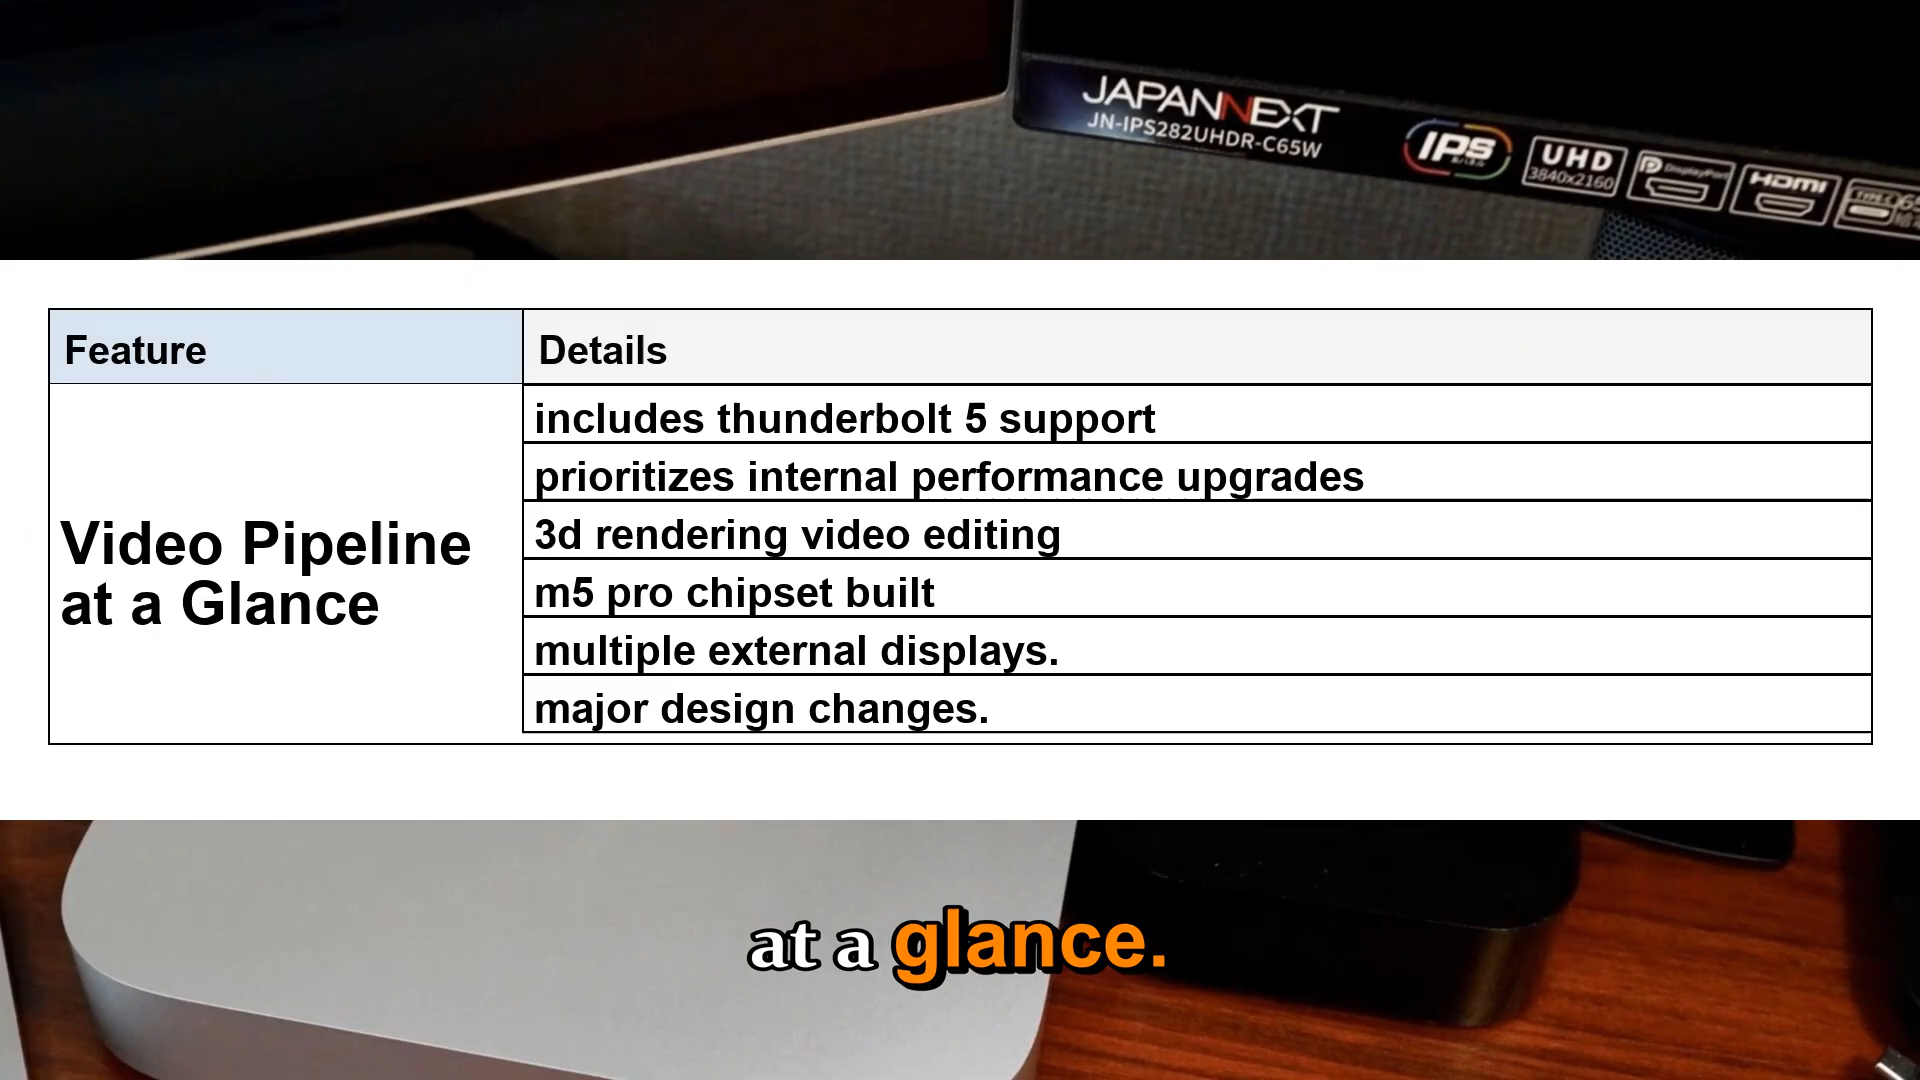 JAPANNEXT
JN-IPS282UHDR-C65W
IPS
UHD
3840x2160
DisplayPort
HDMI
TYPE-C
Feature
Details
Video Pipeline
at a Glance
includes thunderbolt 5 support
prioritizes internal performance upgrades
3d rendering video editing
m5 pro chipset built
multiple external displays.
major design changes.
at a glance.